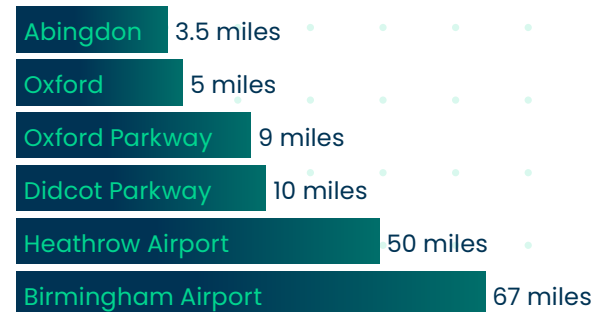 Abingdon 3.5 miles
Oxford 5 miles
Oxford Parkway 9 miles
Didcot Parkway 10 miles
Heathrow Airport 50 miles
Birmingham Airport 67 miles